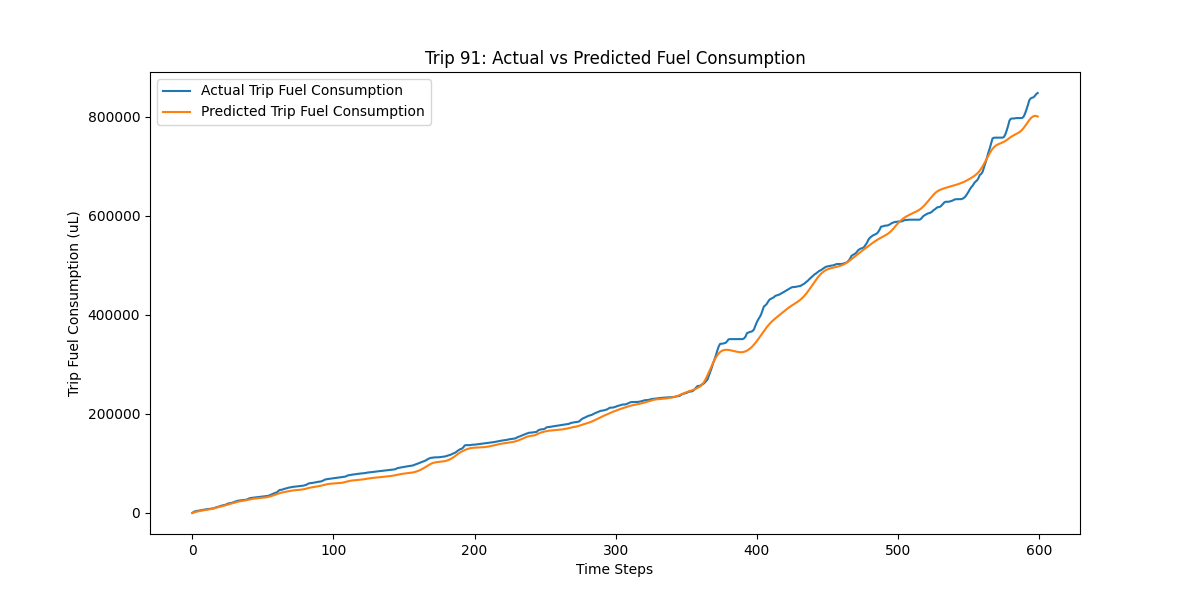 Trip 91: Actual vs Predicted Fuel Consumption
Actual Trip Fuel Consumption
Predicted Trip Fuel Consumption
Trip Fuel Consumption (uL)
800000
600000
400000
200000
0
0 100 200 300 400 500 600
Time Steps